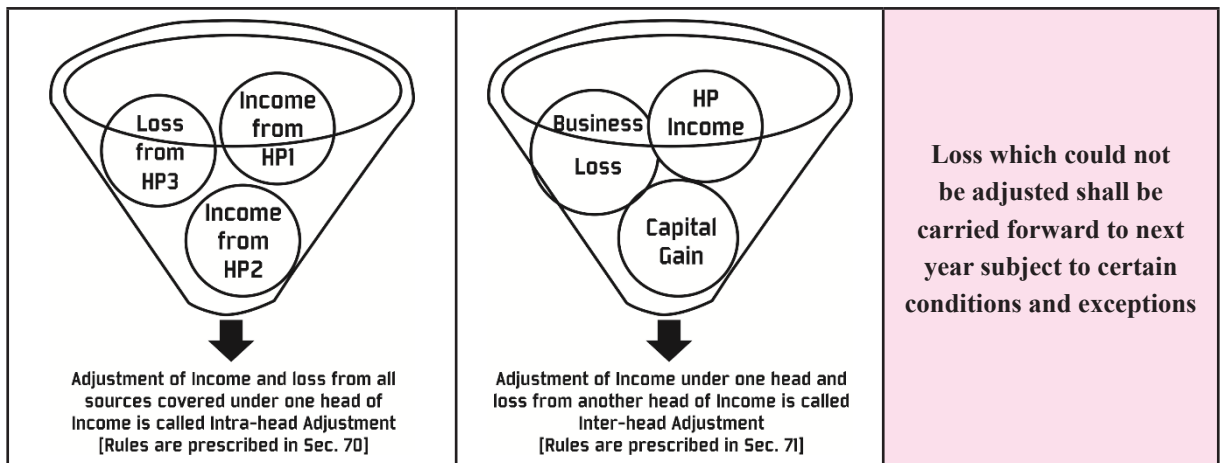 Loss
from
HP3
Income
from
HP1
Income
from
HP2
Adjustment of Income and loss from all
sources covered under one head of
Income is called Intra-head Adjustment
[Rules are prescribed in Sec. 70]
Business
Loss
HP
Income
Capital
Gain
Adjustment of Income under one head and
loss from another head of Income is called
Inter-head Adjustment
[Rules are prescribed in Sec. 71]
Loss which could not
be adjusted shall be
carried forward to next
year subject to certain
conditions and exceptions